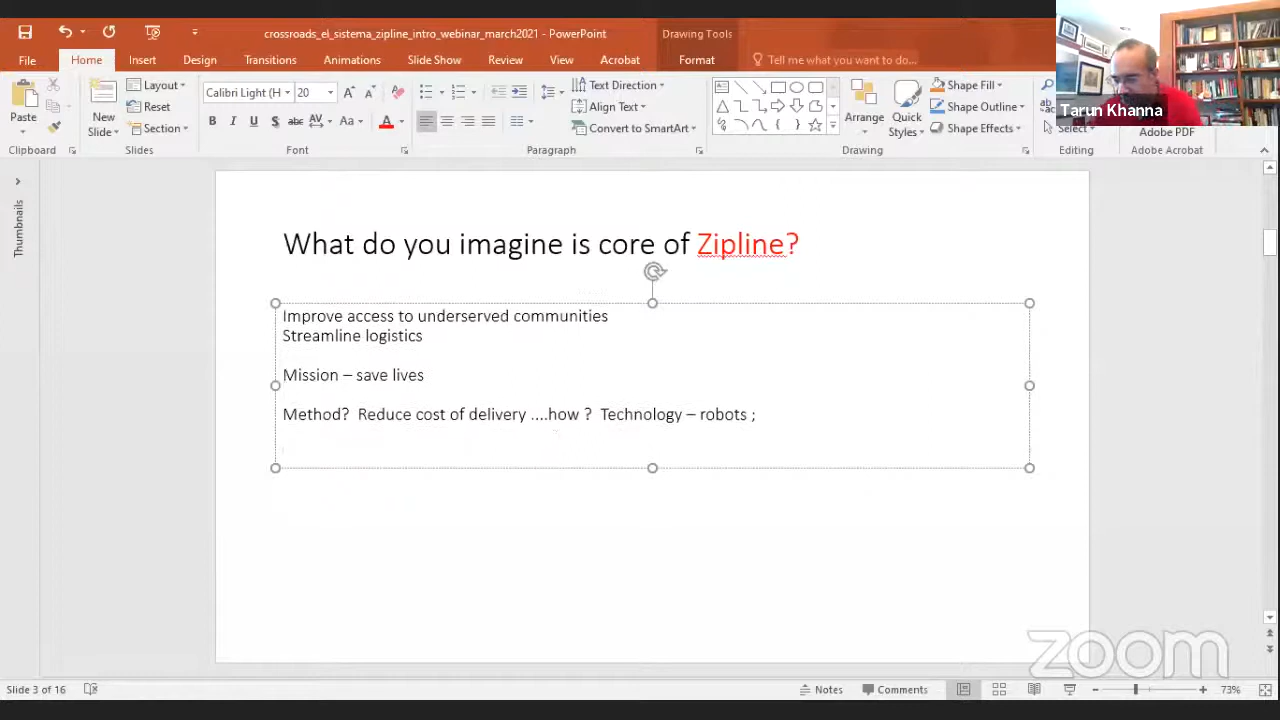 crossroads_el_sistema_zipline_intro_webinar_march2021 - PowerPoint
Drawing Tools
File
Home
Insert
Design
Transitions
Animations
Slide Show
Review
View
Acrobat
Format
Tell me what you want to do...
Tarun Khanna
Paste
Clipboard
New
Slide
Layout
Reset
Section
Slides
Calibri Light (H
20
B I U S abc AV Aa A
Font
Text Direction
Align Text
Convert to SmartArt
Paragraph
Arrange
Quick
Styles
Shape Fill
Shape Outline
Shape Effects
Drawing
Select
Editing
Adobe PDF
Adobe Acrobat
Thumbnails
What do you imagine is core of Zipline?
Improve access to underserved communities
Streamline logistics
Mission – save lives
Method? Reduce cost of delivery ....how ? Technology – robots ;
zoom
Slide 3 of 16
Notes
Comments
73%